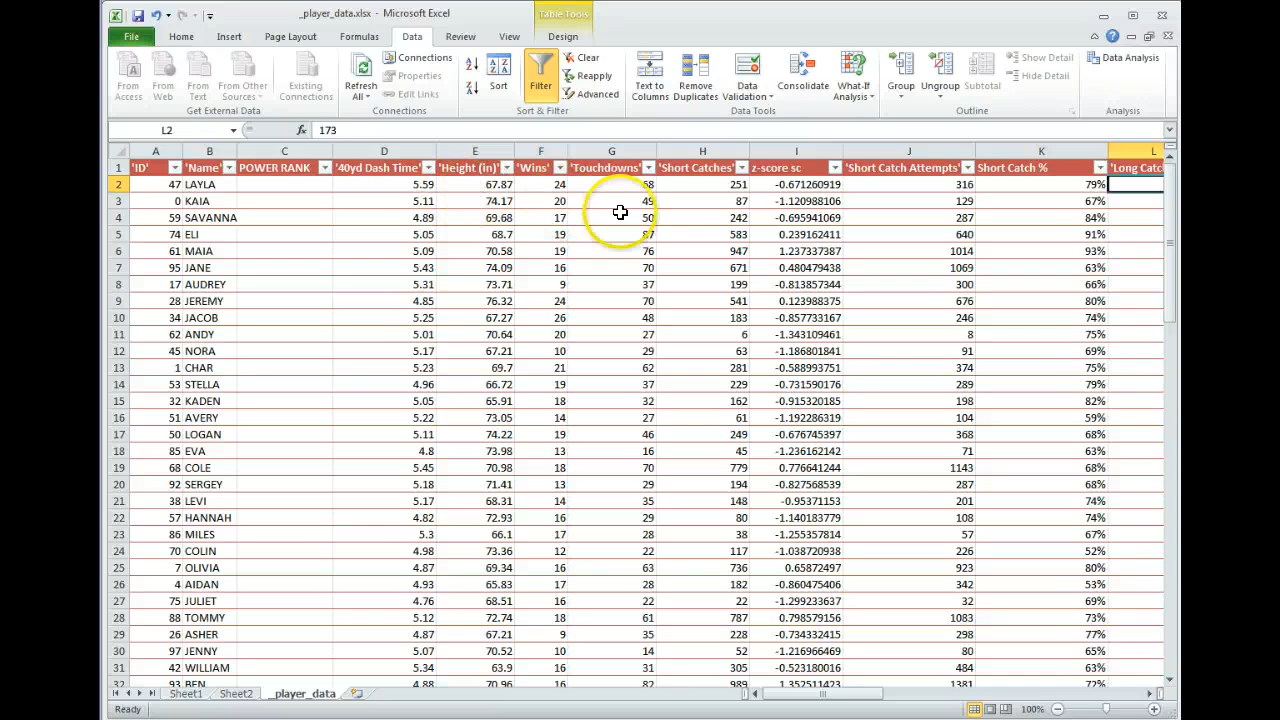 _player_data.xlsx - Microsoft Excel
Table Tools
File Home Insert Page Layout Formulas Data Review View Design
From Access From Web From Text From Other Sources Existing Connections Refresh All Connections Properties Edit Links Sort Filter Clear Reapply Advanced Text to Columns Remove Duplicates Data Validation Consolidate What-If Analysis Group Ungroup Subtotal Show Detail Hide Detail Data Analysis
Get External Data Connections Sort & Filter Data Tools Outline Analysis
L2 fx 173
A B C D E F G H I J K L
1 'ID' 'Name' POWER RANK '40yd Dash Time' 'Height (in)' 'Wins' 'Touchdowns' 'Short Catches' z-score sc 'Short Catch Attempts' Short Catch % 'Long Catc
2 47 LAYLA 5.59 67.87 24 68 251 -0.671260919 316 79%
3 0 KAIA 5.11 74.17 20 49 87 -1.120988106 129 67%
4 59 SAVANNA 4.89 69.68 17 50 242 -0.695941069 287 84%
5 74 ELI 5.05 68.7 19 87 583 0.239162411 640 91%
6 61 MAIA 5.09 70.58 19 76 947 1.237337387 1014 93%
7 95 JANE 5.43 74.09 16 70 671 0.480479438 1069 63%
8 17 AUDREY 5.31 73.71 9 37 199 -0.813857344 300 66%
9 28 JEREMY 4.85 76.32 24 70 541 0.123988375 676 80%
10 34 JACOB 5.25 67.27 26 48 183 -0.857733167 246 74%
11 62 ANDY 5.01 70.64 20 27 6 -1.343109461 8 75%
12 45 NORA 5.17 67.21 10 29 63 -1.186801841 91 69%
13 1 CHAR 5.23 69.7 21 62 281 -0.588993751 374 75%
14 53 STELLA 4.96 66.72 19 37 229 -0.731590176 289 79%
15 32 KADEN 5.05 65.91 18 32 162 -0.915320185 198 82%
16 51 AVERY 5.22 73.05 14 27 61 -1.192286319 104 59%
17 50 LOGAN 5.11 74.22 19 46 249 -0.676745397 368 68%
18 85 EVA 4.8 73.98 13 16 45 -1.236162142 71 63%
19 68 COLE 5.45 70.98 18 70 779 0.776641244 1143 68%
20 92 SERGEY 5.18 71.41 13 29 194 -0.827568539 287 68%
21 38 LEVI 5.17 68.31 14 35 148 -0.95371153 201 74%
22 57 HANNAH 4.82 72.93 16 29 80 -1.140183779 108 74%
23 86 MILES 5.3 66.1 17 28 38 -1.255357814 57 67%
24 70 COLIN 4.98 73.36 12 22 117 -1.038720938 226 52%
25 7 OLIVIA 4.87 69.34 16 63 736 0.65872497 923 80%
26 4 AIDAN 4.93 65.83 17 28 182 -0.860475406 342 53%
27 75 JULIET 4.76 68.51 10 22 22 -1.299233637 32 69%
28 88 TOMMY 5.12 72.74 18 61 787 0.798579156 1083 73%
29 26 ASHER 4.87 67.21 9 35 228 -0.734332415 298 77%
30 97 JENNY 5.07 70.52 10 14 52 -1.216966469 80 65%
31 42 WILLIAM 5.34 63.9 16 31 305 -0.523180016 484 63%
32 93 BEN 4.88 70.96 18 82 989 1.352511424 1381 72%
Sheet1 Sheet2 _player_data
Ready 100%